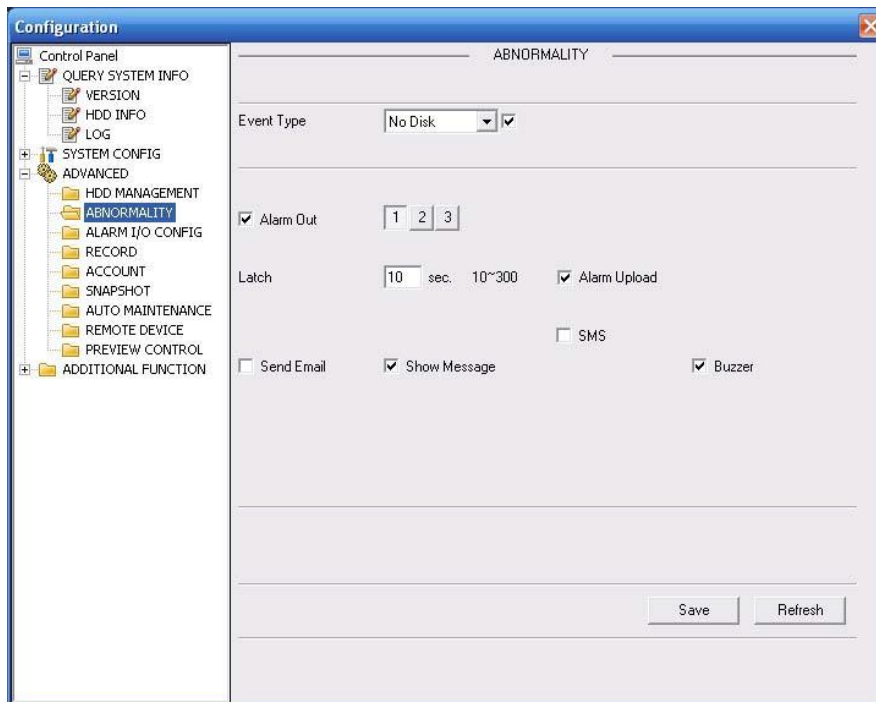 Configuration
Control Panel
QUERY SYSTEM INFO
VERSION
HDD INFO
LOG
SYSTEM CONFIG
ADVANCED
HDD MANAGEMENT
ABNORMALITY
ALARM I/O CONFIG
RECORD
ACCOUNT
SNAPSHOT
AUTO MAINTENANCE
REMOTE DEVICE
PREVIEW CONTROL
ADDITIONAL FUNCTION
ABNORMALITY
Event Type No Disk
Alarm Out 1 2 3
Latch 10 sec. 10~300 Alarm Upload
SMS
Send Email Show Message Buzzer
Save Refresh